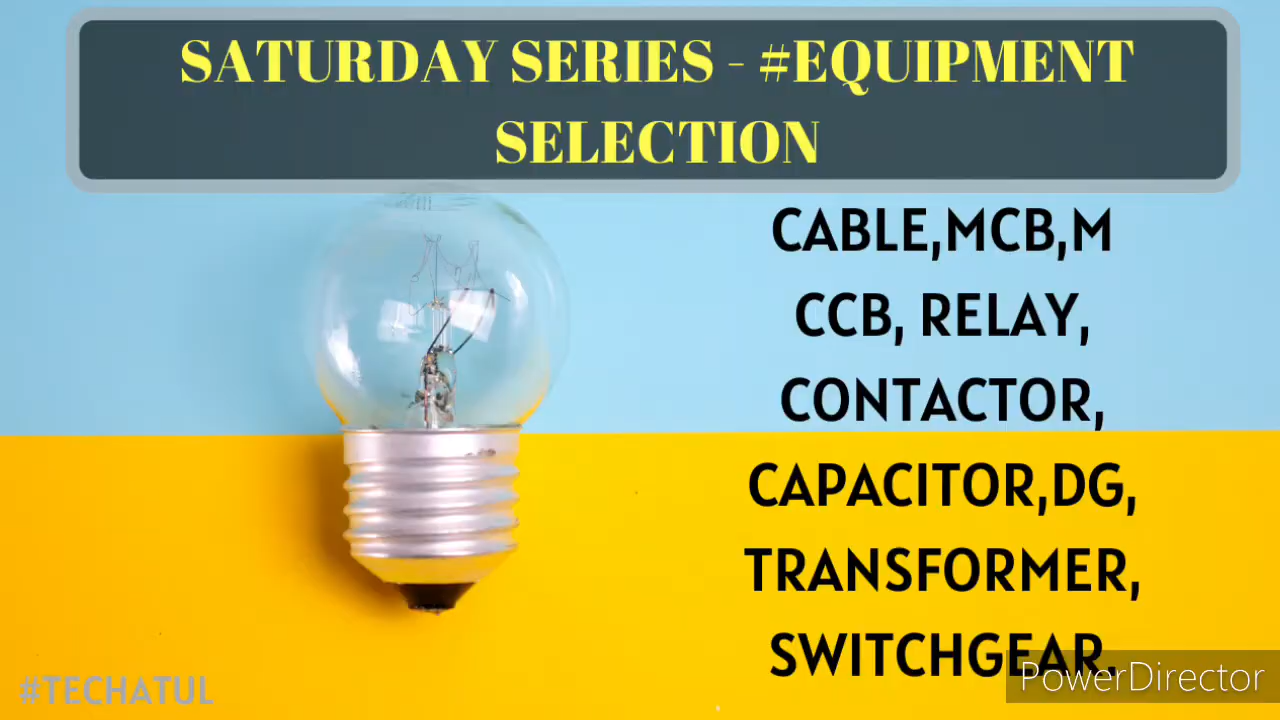 SATURDAY SERIES - #EQUIPMENT
SELECTION
CABLE,MCB,M
CCB, RELAY,
CONTACTOR,
CAPACITOR,DG,
TRANSFORMER,
SWITCHGEAR.
#TECHATUL
PowerDirector